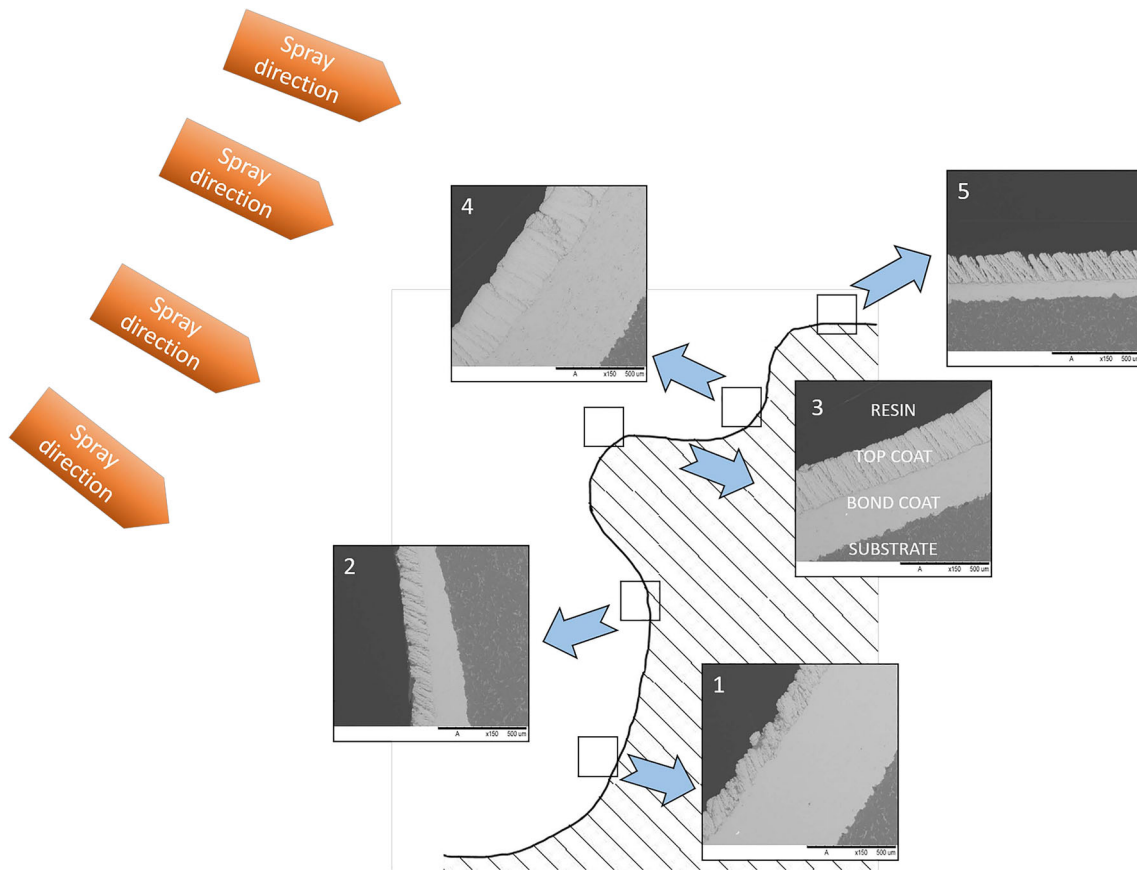 Spray
direction
Spray
direction
Spray
direction
Spray
direction
4
A x150 500 um
5
A x150 500 um
3
RESIN
TOP COAT
BOND COAT
SUBSTRATE
A x150 500 um
2
A x150 500 um
1
A x150 500 um